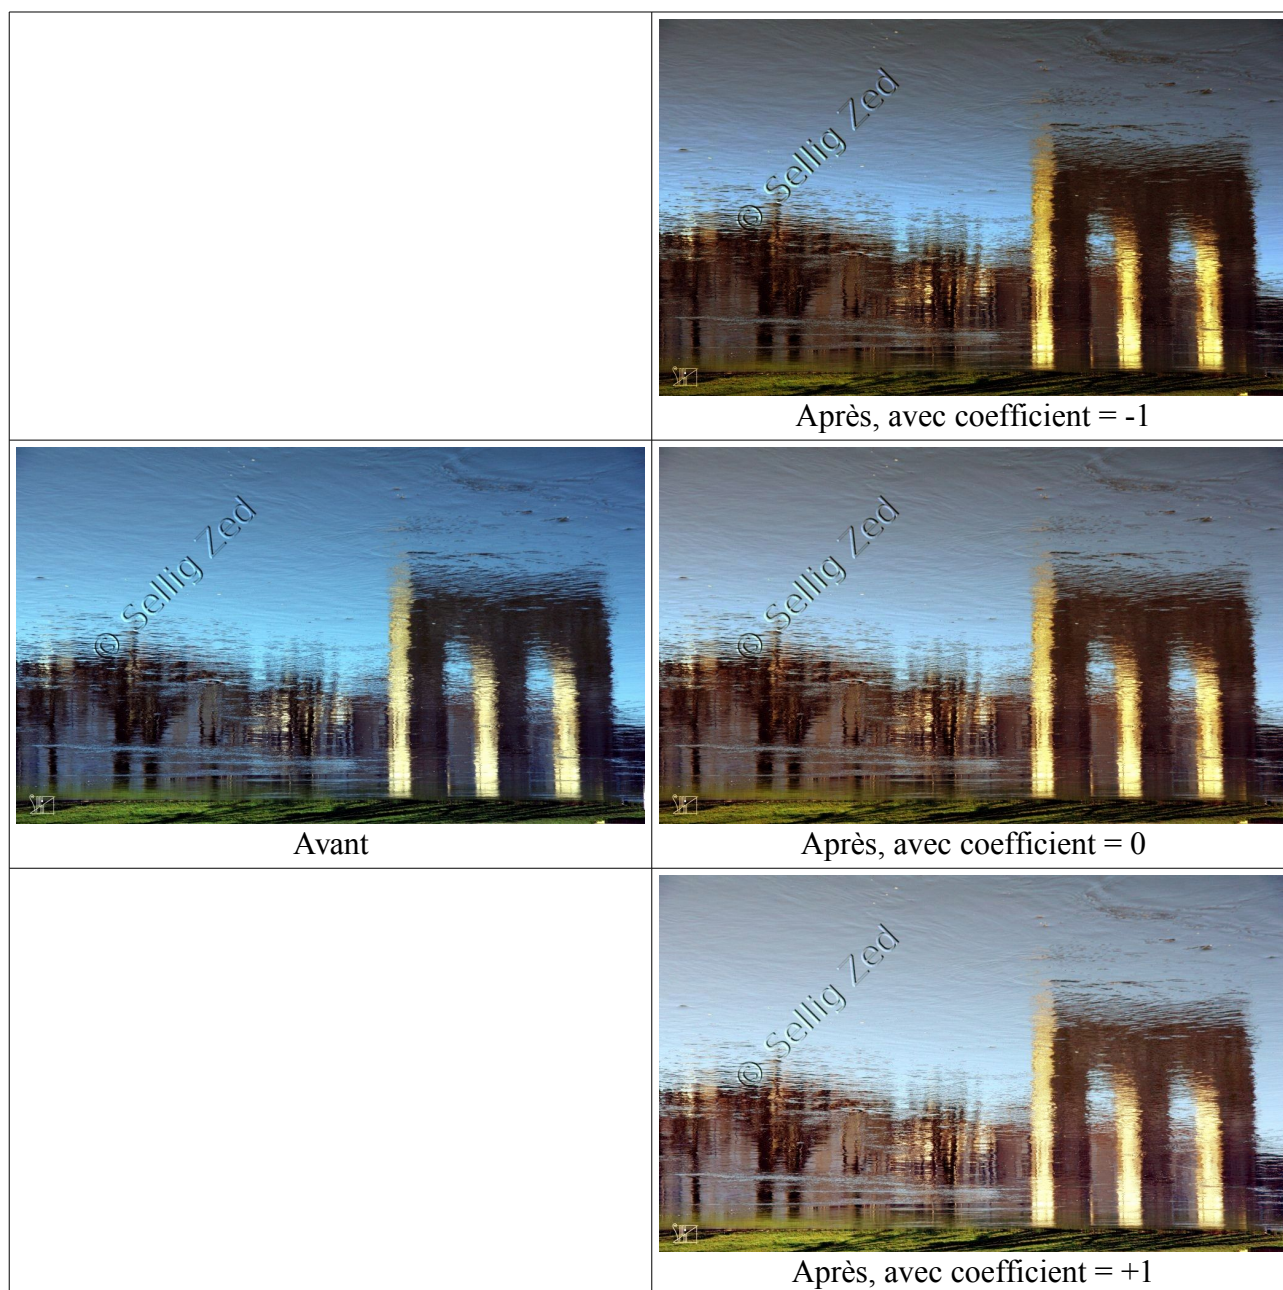 © Sellig Zed
Après, avec coefficient = -1
© Sellig Zed
© Sellig Zed
Avant
Après, avec coefficient = 0
© Sellig Zed
Après, avec coefficient = +1